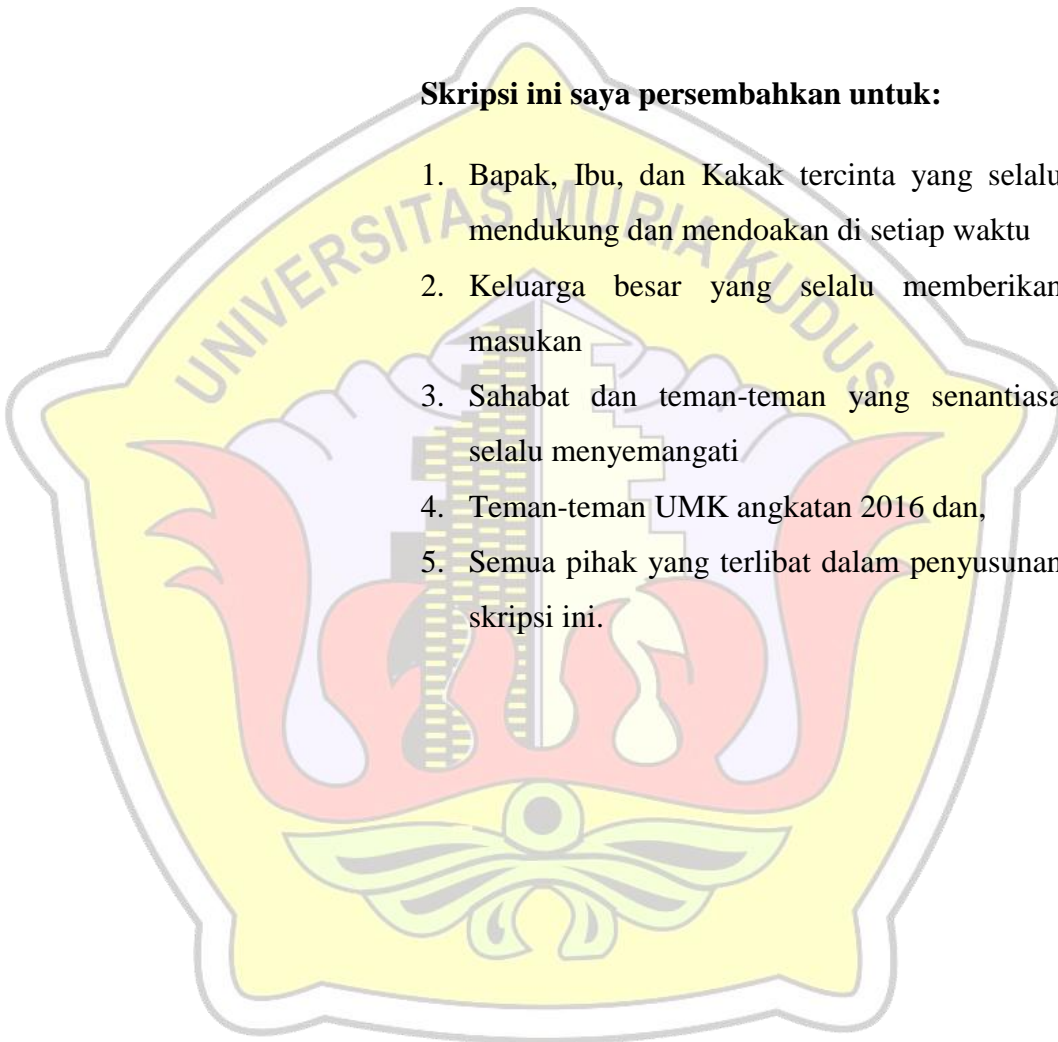 Skripsi ini saya persembahkan untuk:
1. Bapak, Ibu, dan Kakak tercinta yang selalu
mendukung dan mendoakan di setiap waktu
2. Keluarga besar yang selalu memberikan
masukan
3. Sahabat dan teman-teman yang senantiasa
selalu menyemangati
4. Teman-teman UMK angkatan 2016 dan,
5. Semua pihak yang terlibat dalam penyusunan
skripsi ini.
UNIVERSITAS MURIA KUDUS